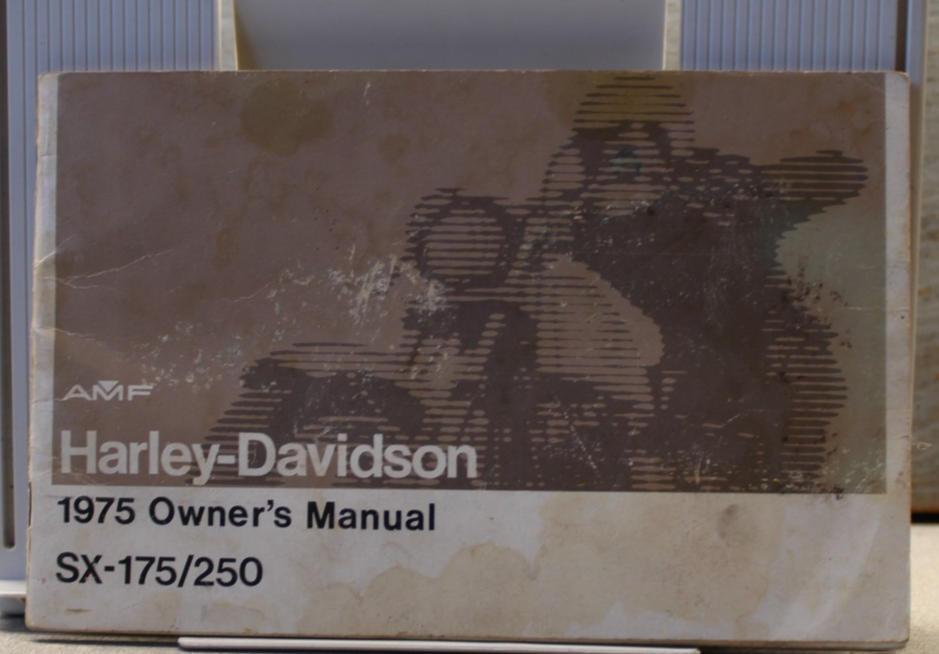 AMF
Harley-Davidson
1975 Owner's Manual
SX-175/250